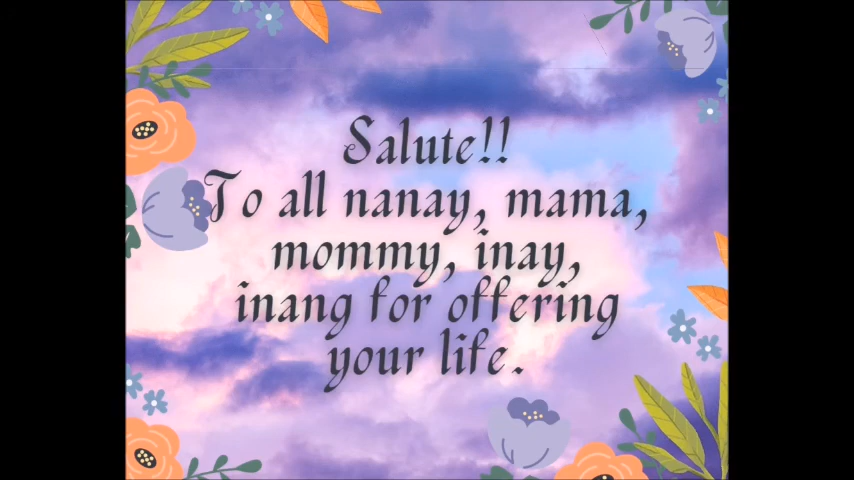 Salute!!
To all nanay, mama,
mommy, inay,
inang for offering
your life.